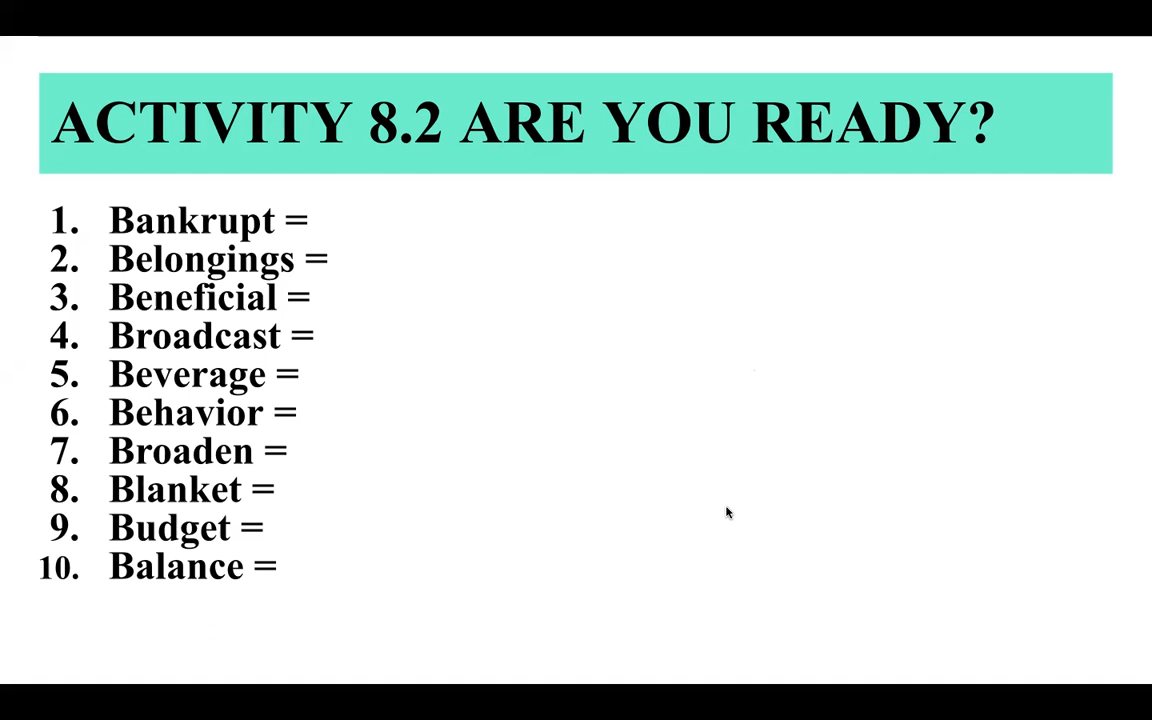 ACTIVITY 8.2 ARE YOU READY?
1. Bankrupt =
2. Belongings =
3. Beneficial =
4. Broadcast =
5. Beverage =
6. Behavior =
7. Broaden =
8. Blanket =
9. Budget =
10. Balance =